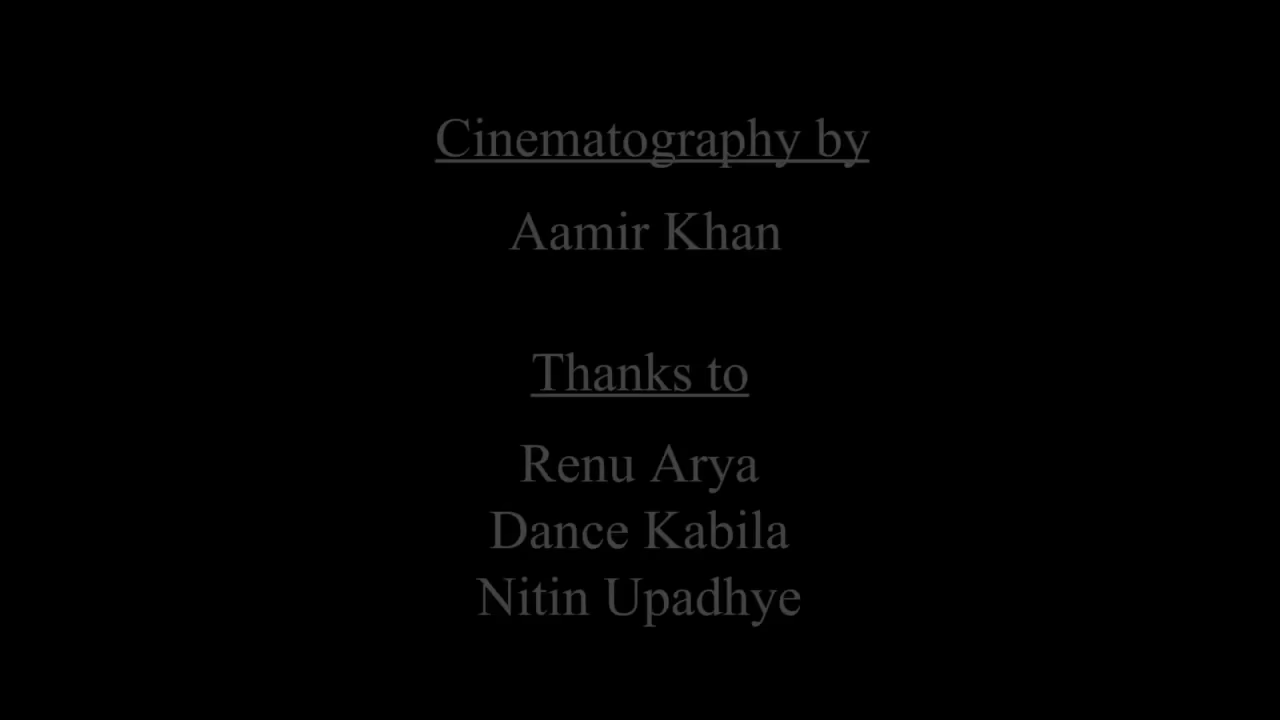 Cinematography by
Aamir Khan
Thanks to
Renu Arya
Dance Kabila
Nitin Upadhye